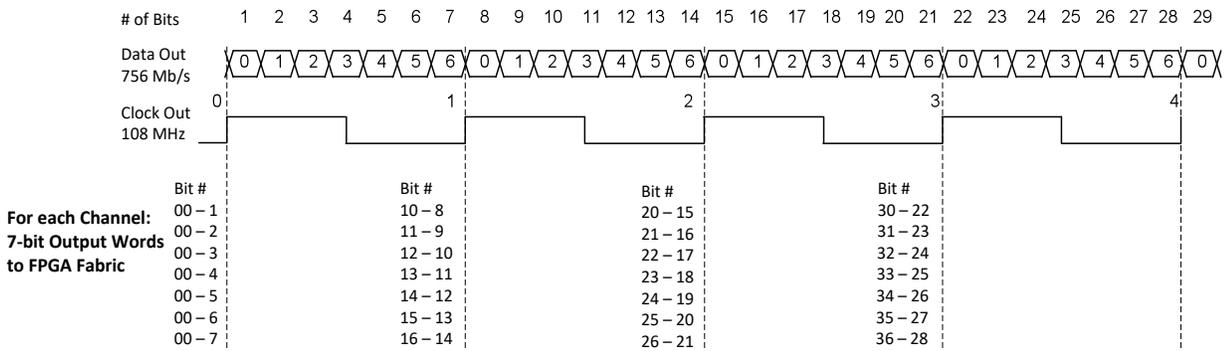 # of Bits 1 2 3 4 5 6 7 8 9 10 11 12 13 14 15 16 17 18 19 20 21 22 23 24 25 26 27 28 29
Data Out 0 1 2 3 4 5 6 0 1 2 3 4 5 6 0 1 2 3 4 5 6 0 1 2 3 4 5 6 0
756 Mb/s
0 1 2 3 4
Clock Out
108 MHz
Bit # Bit # Bit # Bit #
00 – 1 10 – 8 20 – 15 30 – 22
00 – 2 11 – 9 21 – 16 31 – 23
00 – 3 12 – 10 22 – 17 32 – 24
00 – 4 13 – 11 23 – 18 33 – 25
00 – 5 14 – 12 24 – 19 34 – 26
00 – 6 15 – 13 25 – 20 35 – 27
00 – 7 16 – 14 26 – 21 36 – 28
For each Channel:
7-bit Output Words
to FPGA Fabric